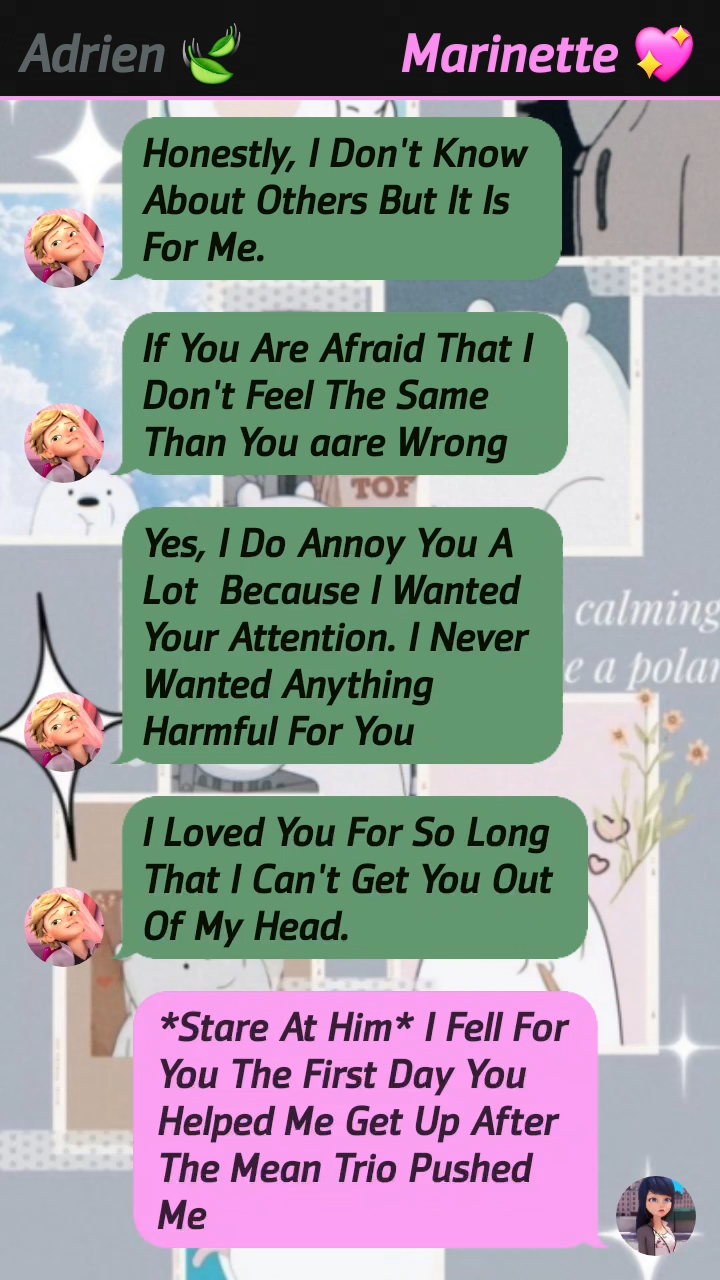 Adrien
Marinette
Honestly, I Don't Know
About Others But It Is
For Me.
If You Are Afraid That I
Don't Feel The Same
Than You aare Wrong
TOF
Yes, I Do Annoy You A
Lot  Because I Wanted
Your Attention. I Never
Wanted Anything
Harmful For You
calming
e a polar
I Loved You For So Long
That I Can't Get You Out
Of My Head.
*Stare At Him* I Fell For
You The First Day You
Helped Me Get Up After
The Mean Trio Pushed
Me